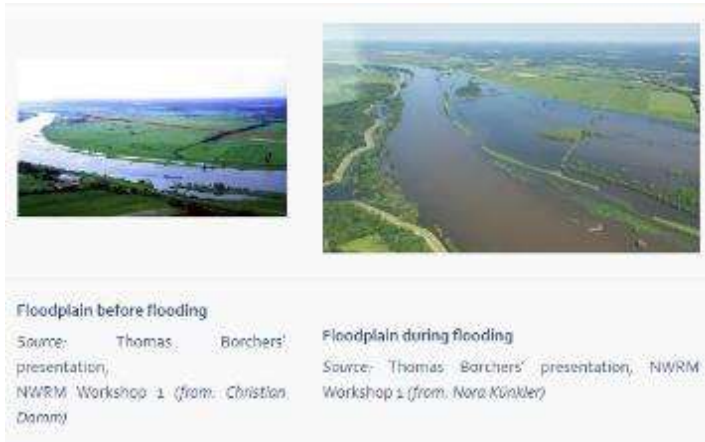 Floodplain before flooding
Source: Thomas Borchers'
presentation,
NWRM Workshop 1 (from: Christian
Damm)
Floodplain during flooding
Source: Thomas Borchers' presentation, NWRM
Workshop 1 (from: Nora Künkler)